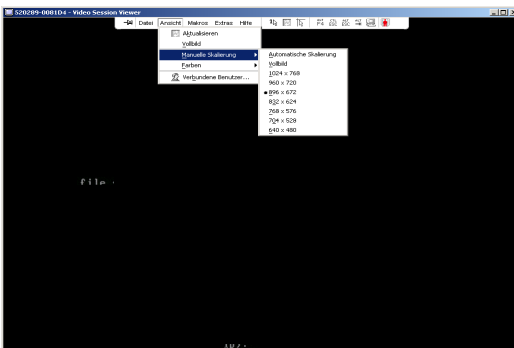 520289-0081D4 - Video Session Viewer
Datei Ansicht Makros Extras Hilfe
Aktualisieren
Vollbild
Manuelle Skalierung
Farben
Verbundene Benutzer...
Automatische Skalierung
Vollbild
1024 x 768
960 x 720
896 x 672
832 x 624
768 x 576
704 x 528
640 x 480
file